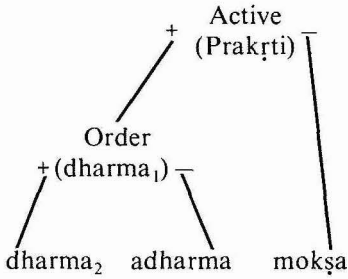 Active
+ (Prakṛti) −
Order
+ (dharma₁) −
dharma₂ adharma mokṣa